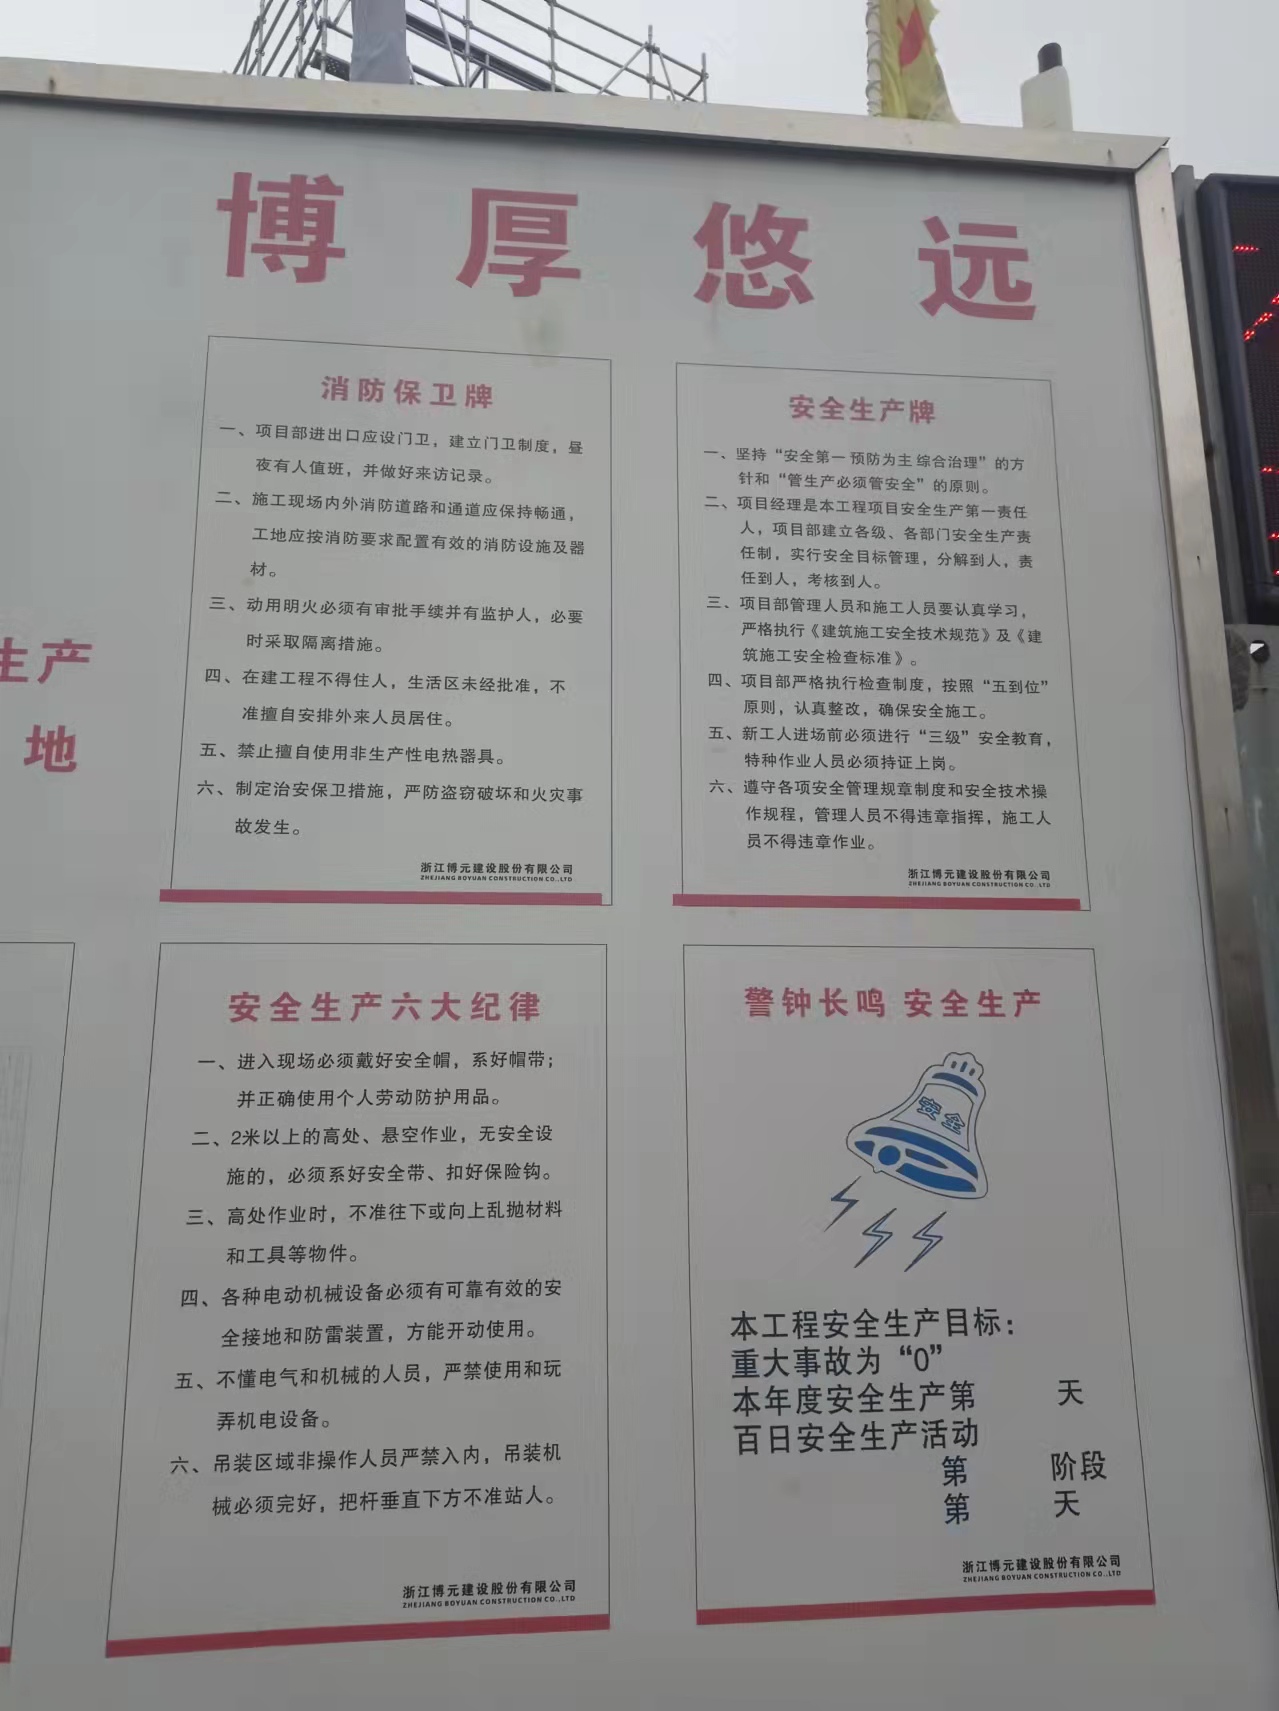 博厚悠远
生产
地
消防保卫牌
一、项目部进出口应设门卫，建立门卫制度，昼
夜有人值班，并做好来访记录。
二、施工现场内外消防道路和通道应保持畅通，
工地应按消防要求配置有效的消防设施及器
材。
三、动用明火必须有审批手续并有监护人，必要
时采取隔离措施。
四、在建工程不得住人，生活区未经批准，不
准擅自安排外来人员居住。
五、禁止擅自使用非生产性电热器具。
六、制定治安保卫措施，严防盗窃破坏和火灾事
故发生。
浙江博元建设股份有限公司
ZHEJIANG BOYUAN CONSTRUCTION CO.,LTD
安全生产牌
一、坚持“安全第一 预防为主 综合治理”的方
针和“管生产必须管安全”的原则。
二、项目经理是本工程项目安全生产第一责任
人，项目部建立各级、各部门安全生产责
任制，实行安全目标管理，分解到人，责
任到人，考核到人。
三、项目部管理人员和施工人员要认真学习，
严格执行《建筑施工安全技术规范》及《建
筑施工安全检查标准》。
四、项目部严格执行检查制度，按照“五到位”
原则，认真整改，确保安全施工。
五、新工人进场前必须进行“三级”安全教育，
特种作业人员必须持证上岗。
六、遵守各项安全管理规章制度和安全技术操
作规程，管理人员不得违章指挥，施工人
员不得违章作业。
浙江博元建设股份有限公司
ZHEJIANG BOYUAN CONSTRUCTION CO.,LTD
安全生产六大纪律
一、进入现场必须戴好安全帽，系好帽带；
并正确使用个人劳动防护用品。
二、2米以上的高处、悬空作业，无安全设
施的，必须系好安全带、扣好保险钩。
三、高处作业时，不准往下或向上乱抛材料
和工具等物件。
四、各种电动机械设备必须有可靠有效的安
全接地和防雷装置，方能开动使用。
五、不懂电气和机械的人员，严禁使用和玩
弄机电设备。
六、吊装区域非操作人员严禁入内，吊装机
械必须完好，把杆垂直下方不准站人。
浙江博元建设股份有限公司
ZHEJIANG BOYUAN CONSTRUCTION CO.,LTD
警钟长鸣 安全生产
安全
本工程安全生产目标：
重大事故为“0”
本年度安全生产第 天
百日安全生产活动
第 阶段
第 天
浙江博元建设股份有限公司
ZHEJIANG BOYUAN CONSTRUCTION CO.,LTD